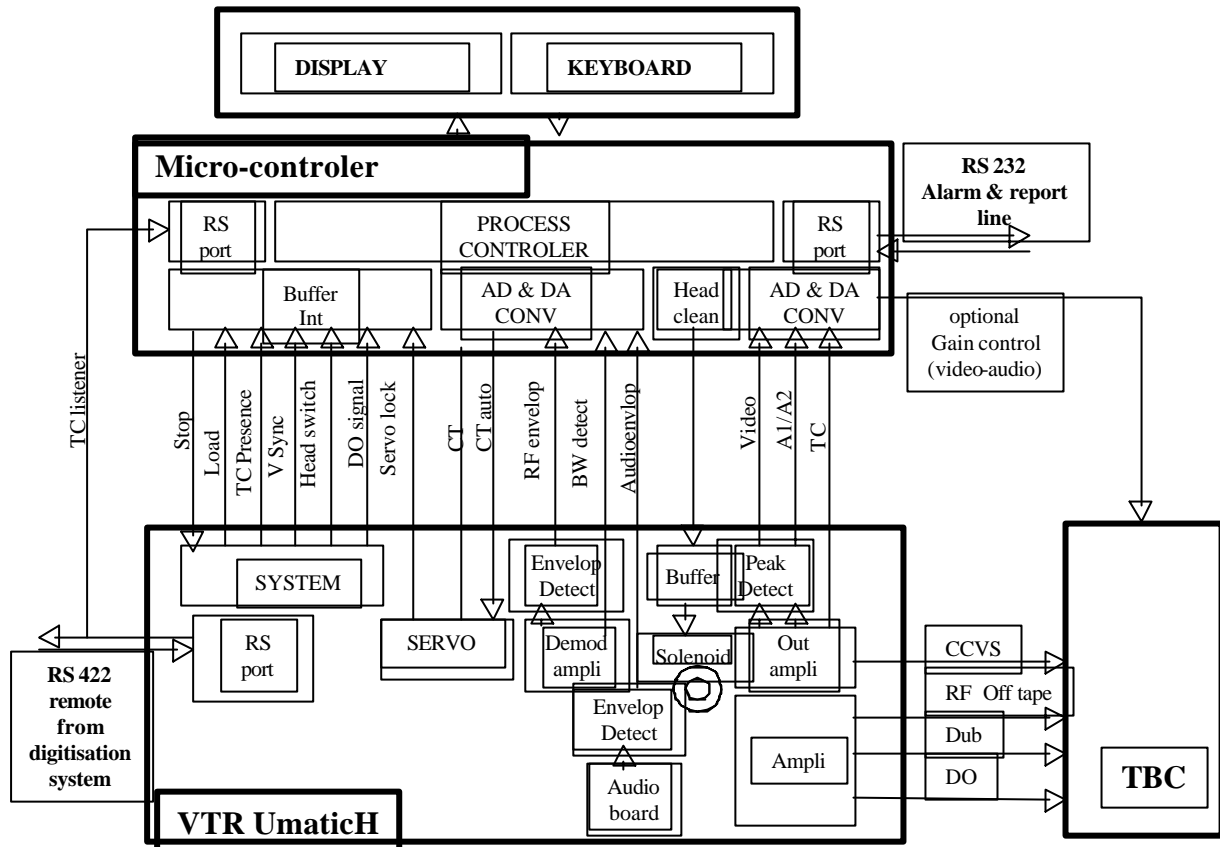 DISPLAY
KEYBOARD
Micro-controler
RS 232
Alarm & report
line
RS
port
PROCESS
CONTROLER
RS
port
Buffer
Int
AD & DA
CONV
Head
clean
AD & DA
CONV
optional
Gain control
(video-audio)
TC listener
Stop
Load
TC Presence
V Sync
Head switch
DO signal
Servo lock
CT
CT auto
RF envelop
BW detect
Audioenvlop
Video
A1/A2
TC
SYSTEM
Envelop
Detect
Buffer
Peak
Detect
RS
port
SERVO
Demod
ampli
Solenoid
Out
ampli
CCVS
RF Off tape
Dub
DO
RS 422
remote
from
digitisation
system
Envelop
Detect
Ampli
Audio
board
TBC
VTR UmaticH